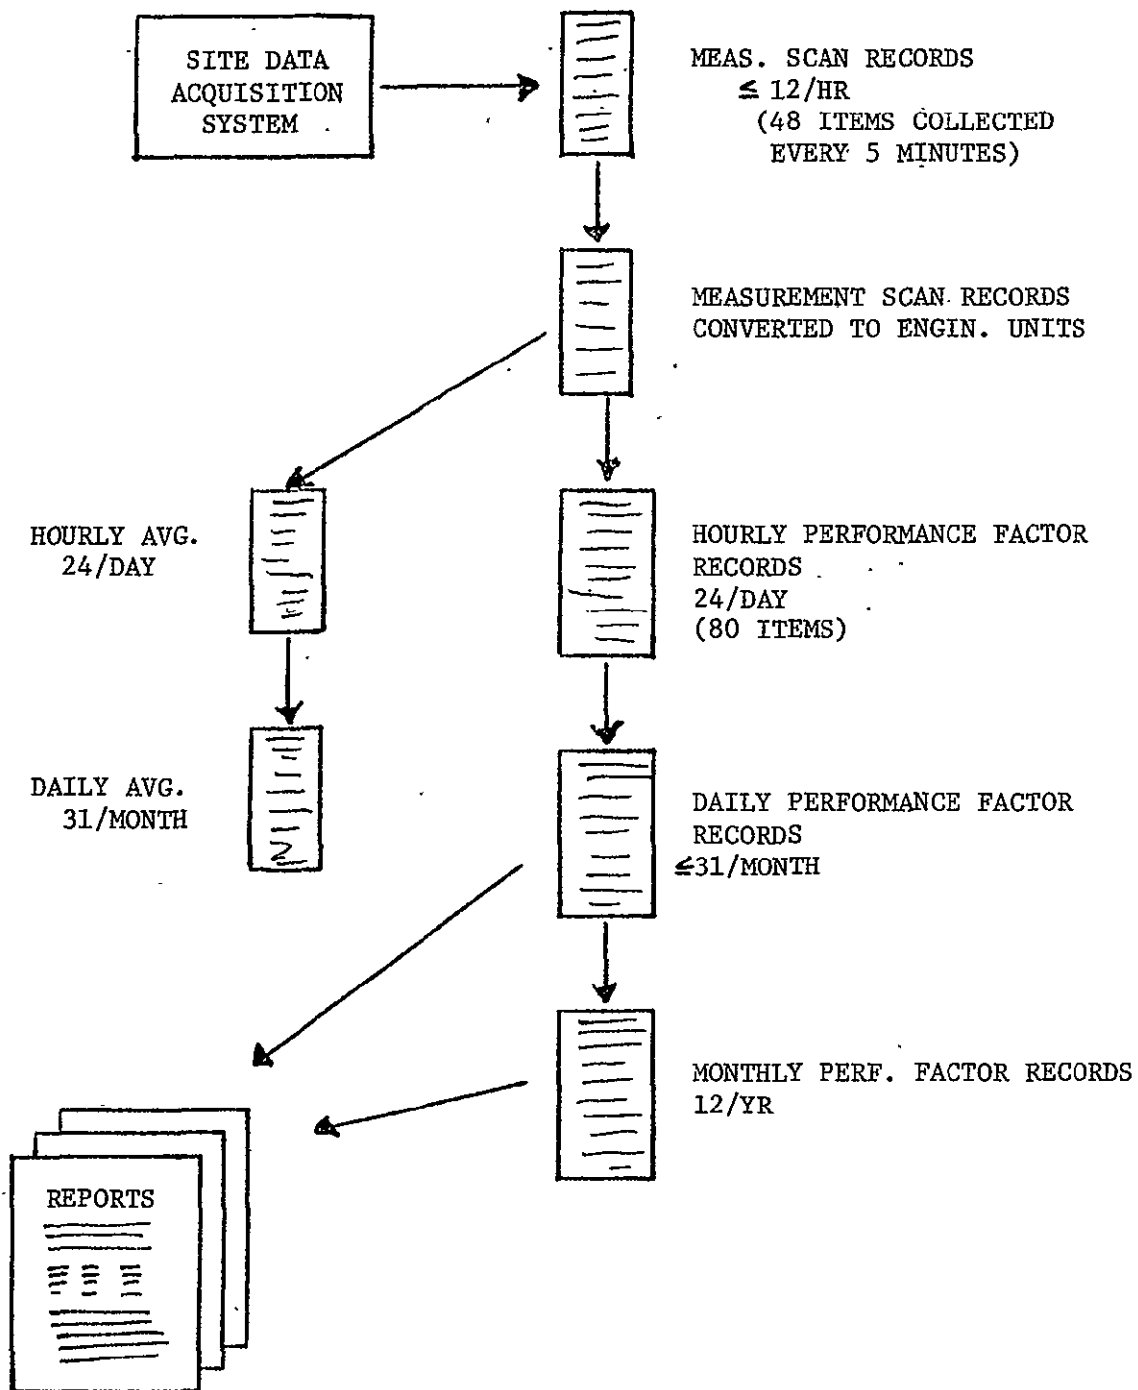 SITE DATA
ACQUISITION
SYSTEM
MEAS. SCAN RECORDS
≤ 12/HR
(48 ITEMS COLLECTED
EVERY 5 MINUTES)
MEASUREMENT SCAN RECORDS
CONVERTED TO ENGIN. UNITS
HOURLY AVG.
24/DAY
HOURLY PERFORMANCE FACTOR
RECORDS
24/DAY
(80 ITEMS)
DAILY AVG.
31/MONTH
DAILY PERFORMANCE FACTOR
RECORDS
≤31/MONTH
MONTHLY PERF. FACTOR RECORDS
12/YR
REPORTS